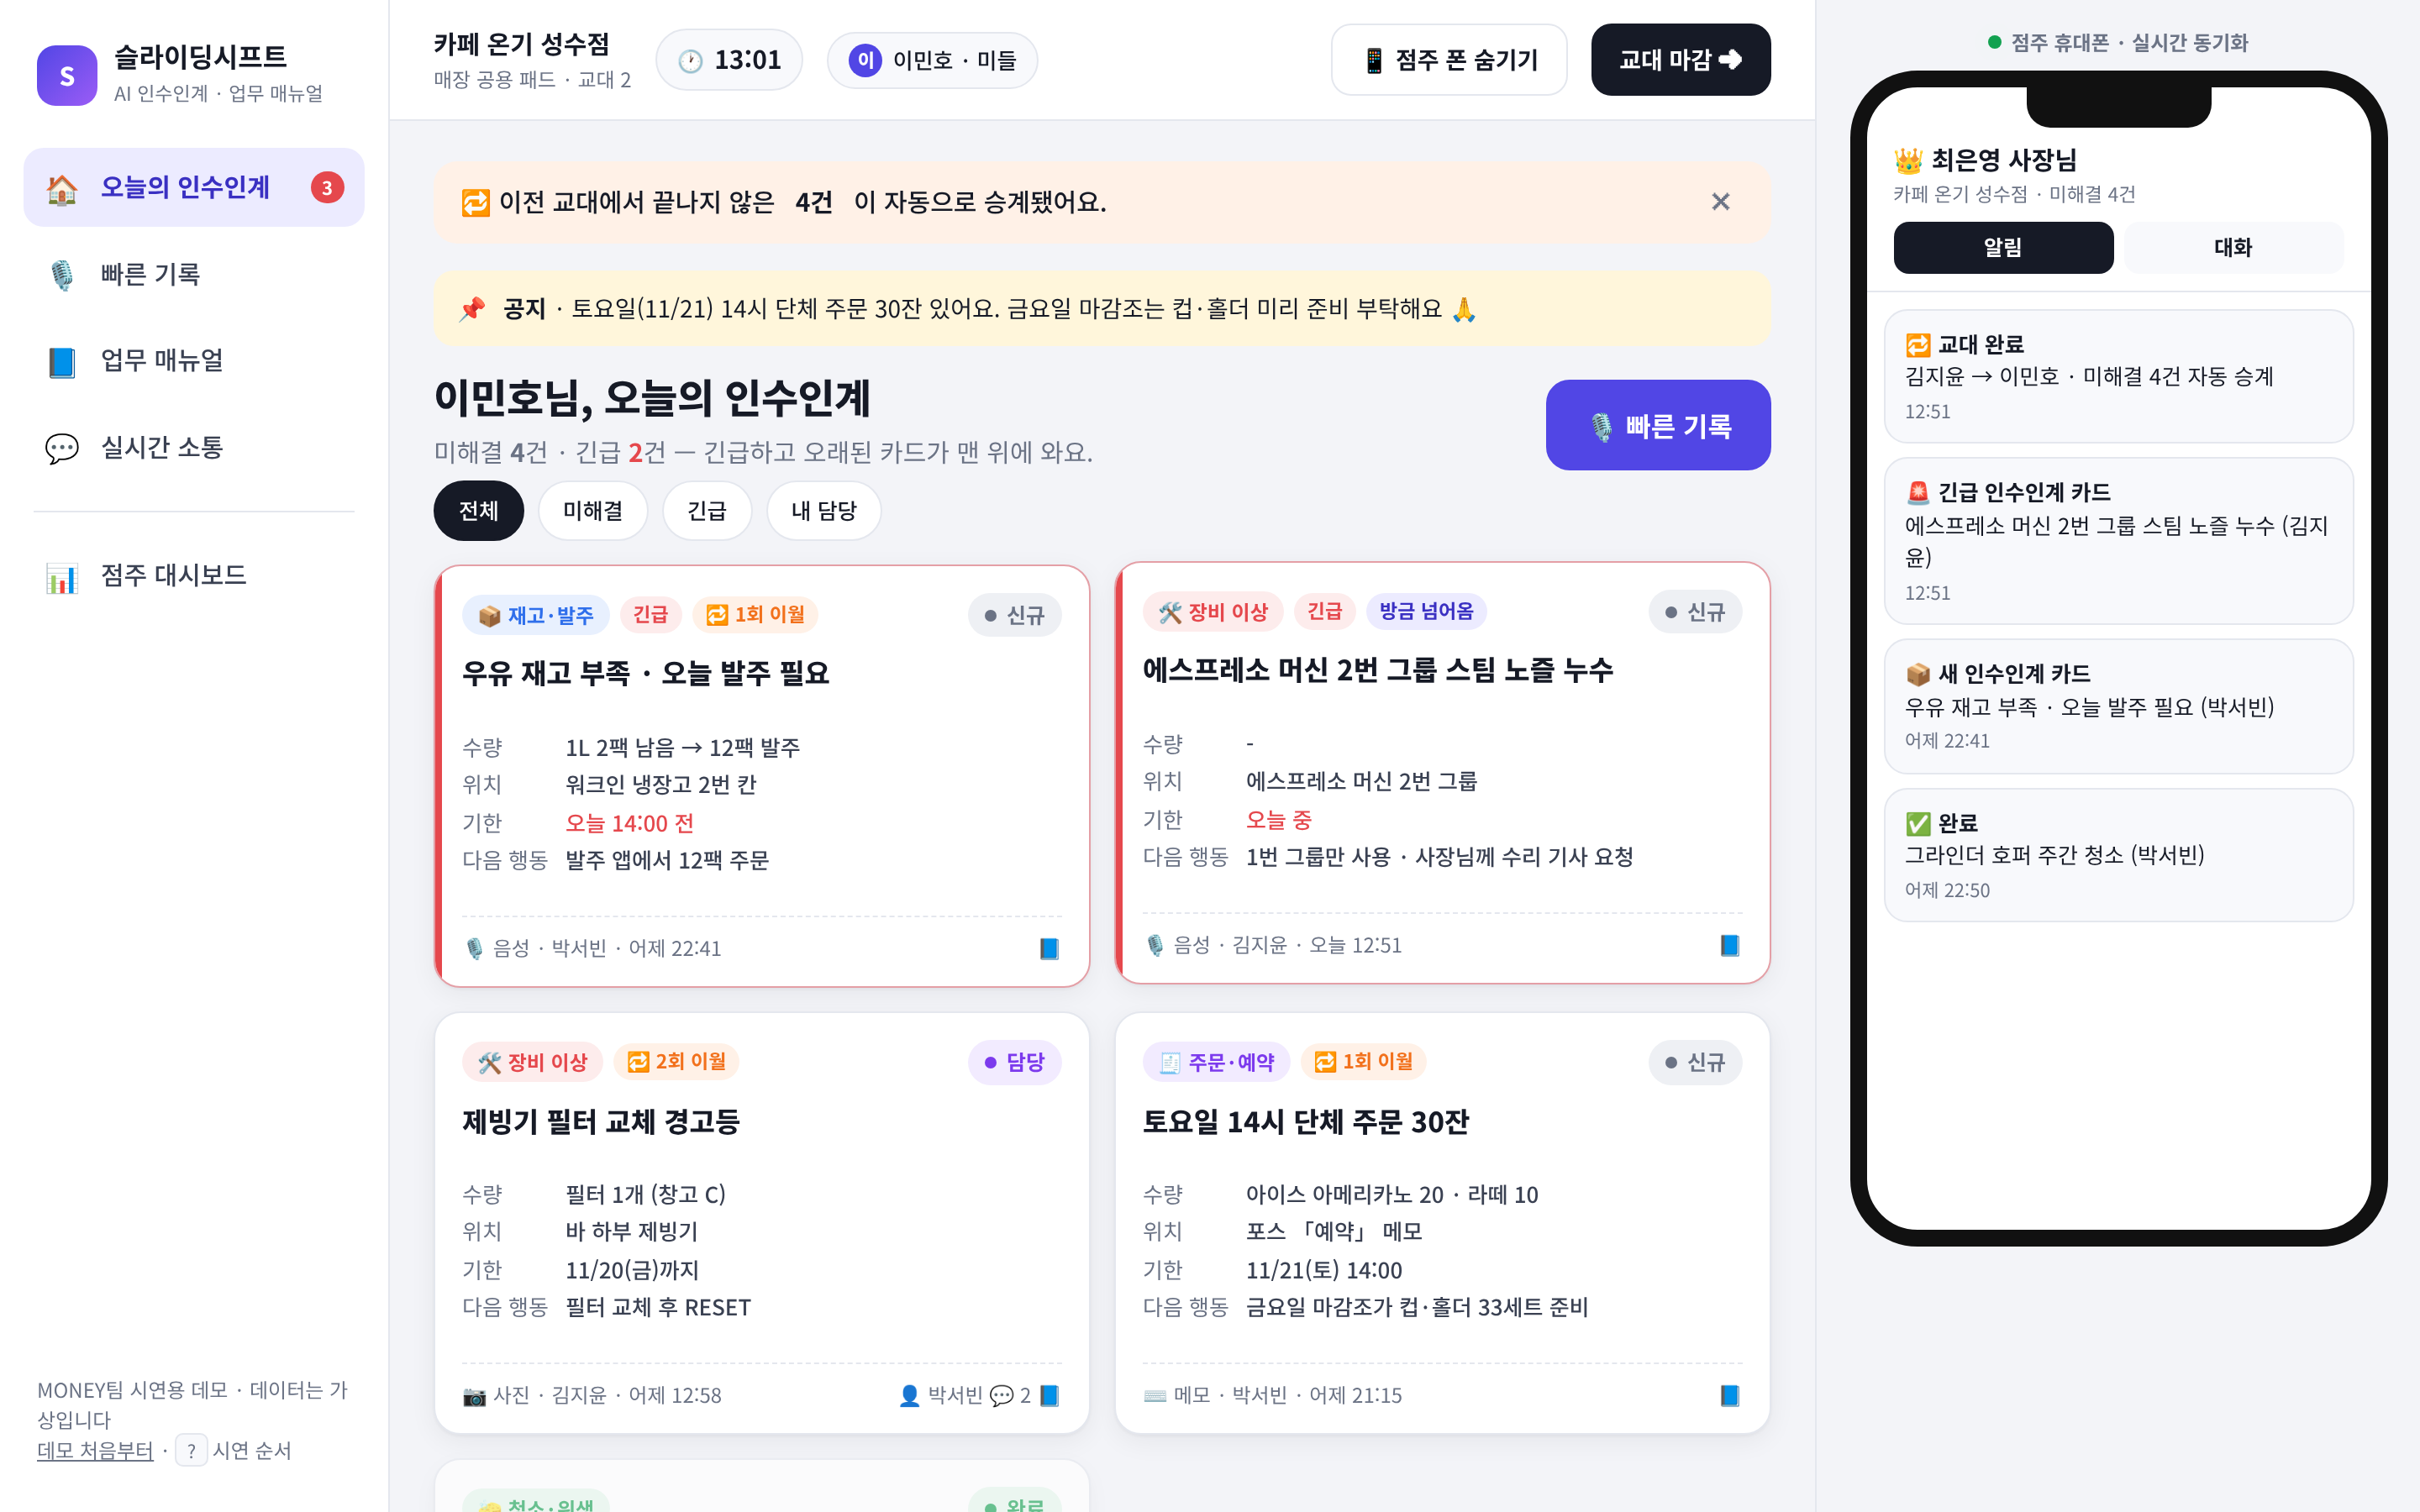 S
슬라이딩시프트
AI 인수인계 · 업무 매뉴얼
오늘의 인수인계
3
빠른 기록
업무 매뉴얼
실시간 소통
점주 대시보드
MONEY팀 시연용 데모 · 데이터는 가
상입니다
데모 처음부터 · ? 시연 순서
카페 온기 성수점
매장 공용 패드 · 교대 2
13:01
이 이민호 · 미들
점주 폰 숨기기
교대 마감
이전 교대에서 끝나지 않은 4건 이 자동으로 승계됐어요.
공지 · 토요일(11/21) 14시 단체 주문 30잔 있어요. 금요일 마감조는 컵·홀더 미리 준비 부탁해요
이민호님, 오늘의 인수인계
미해결 4건 · 긴급 2건 — 긴급하고 오래된 카드가 맨 위에 와요.
빠른 기록
전체
미해결
긴급
내 담당
재고·발주
긴급
1회 이월
신규
우유 재고 부족 · 오늘 발주 필요
수량 1L 2팩 남음 → 12팩 발주
위치 워크인 냉장고 2번 칸
기한 오늘 14:00 전
다음 행동 발주 앱에서 12팩 주문
음성 · 박서빈 · 어제 22:41
장비 이상
긴급
방금 넘어옴
신규
에스프레소 머신 2번 그룹 스팀 노즐 누수
수량 -
위치 에스프레소 머신 2번 그룹
기한 오늘 중
다음 행동 1번 그룹만 사용 · 사장님께 수리 기사 요청
음성 · 김지윤 · 오늘 12:51
장비 이상
2회 이월
담당
제빙기 필터 교체 경고등
수량 필터 1개 (창고 C)
위치 바 하부 제빙기
기한 11/20(금)까지
다음 행동 필터 교체 후 RESET
사진 · 김지윤 · 어제 12:58
박서빈 2
주문·예약
1회 이월
신규
토요일 14시 단체 주문 30잔
수량 아이스 아메리카노 20 · 라떼 10
위치 포스 「예약」 메모
기한 11/21(토) 14:00
다음 행동 금요일 마감조가 컵·홀더 33세트 준비
메모 · 박서빈 · 어제 21:15
청소·위생
완료
점주 휴대폰 · 실시간 동기화
최은영 사장님
카페 온기 성수점 · 미해결 4건
알림
대화
교대 완료
김지윤 → 이민호 · 미해결 4건 자동 승계
12:51
긴급 인수인계 카드
에스프레소 머신 2번 그룹 스팀 노즐 누수 (김지
윤)
12:51
새 인수인계 카드
우유 재고 부족 · 오늘 발주 필요 (박서빈)
어제 22:41
완료
그라인더 호퍼 주간 청소 (박서빈)
어제 22:50